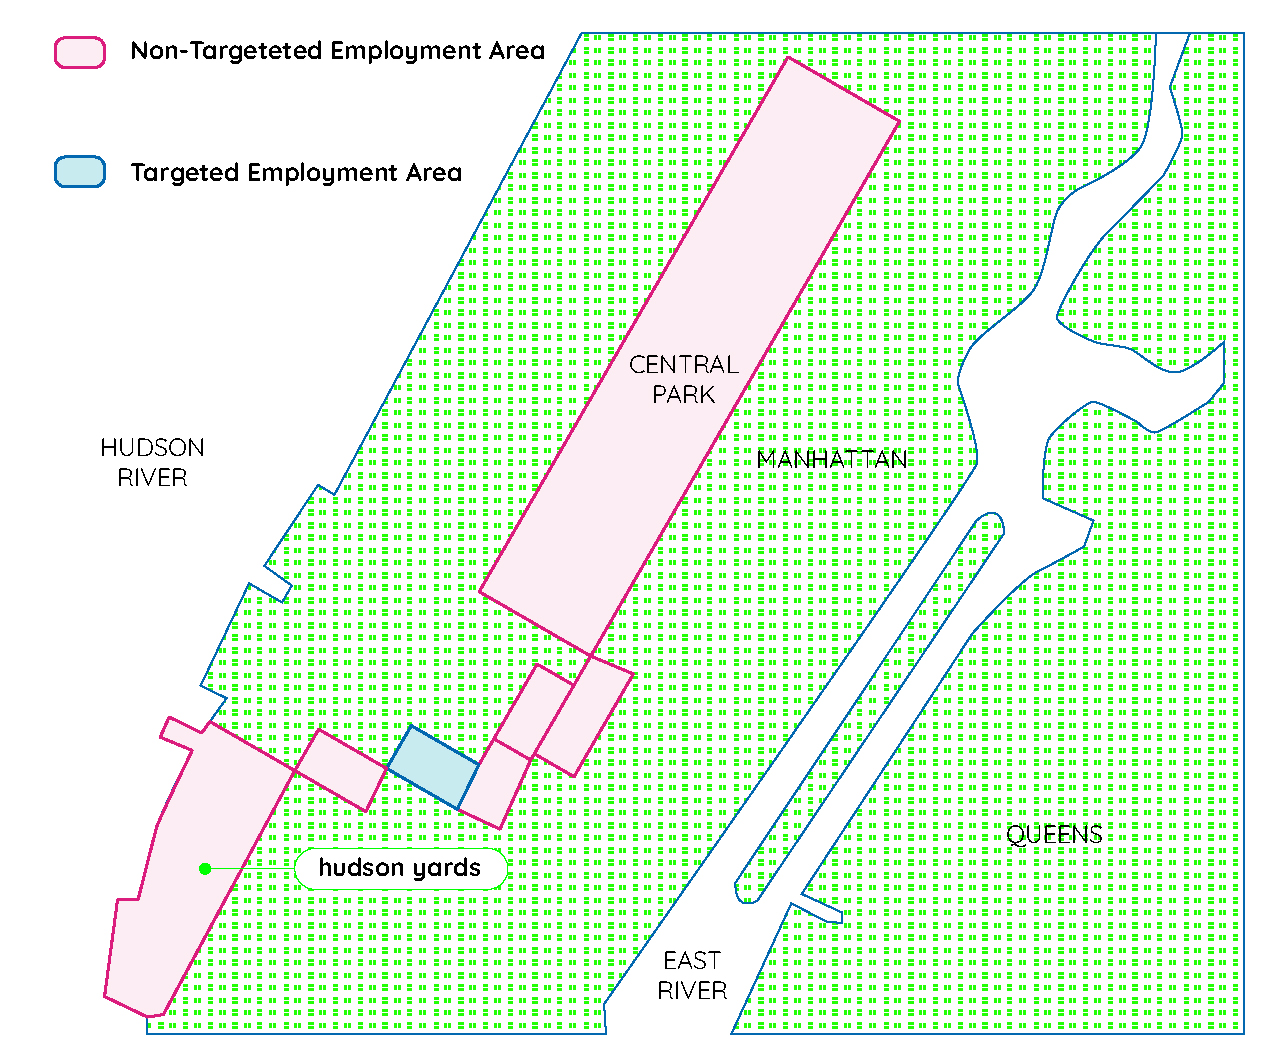 Non-Targeteted Employment Area
Targeted Employment Area
CENTRAL
PARK
HUDSON
RIVER
MANHATTAN
QUEENS
hudson yards
EAST
RIVER